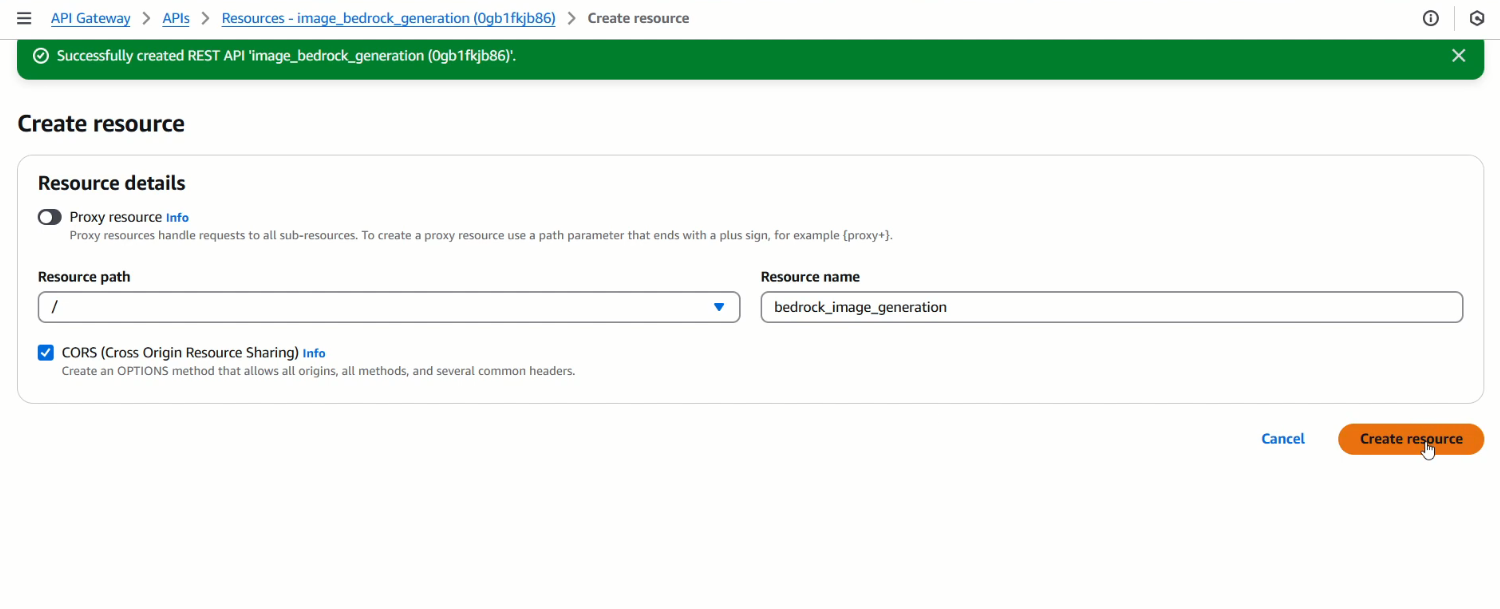 API Gateway > APIs > Resources - image_bedrock_generation (0gb1fkjb86) > Create resource
Successfully created REST API 'image_bedrock_generation (0gb1fkjb86)'.
Create resource
Resource details
Proxy resource Info
Proxy resources handle requests to all sub-resources. To create a proxy resource use a path parameter that ends with a plus sign, for example {proxy+}.
Resource path
Resource name
/
bedrock_image_generation
CORS (Cross Origin Resource Sharing) Info
Create an OPTIONS method that allows all origins, all methods, and several common headers.
Cancel
Create resource